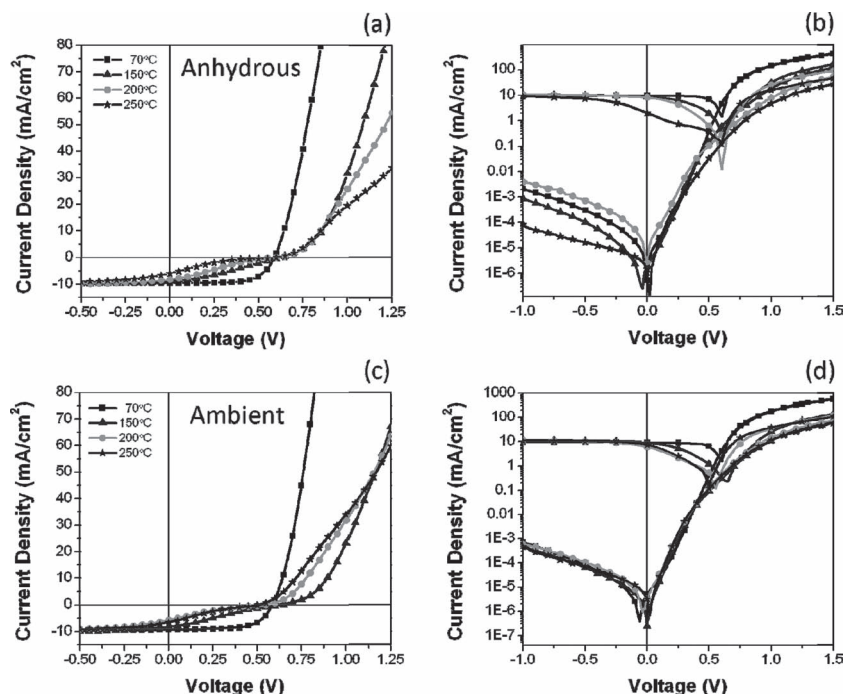 (a)
80
70
60
50
40
30
20
10
0
-10
Current Density (mA/cm²)
70°C
150°C
200°C
250°C
Anhydrous
-0.50 -0.25 0.00 0.25 0.50 0.75 1.00 1.25
Voltage (V)
(b)
100
10
1
0.1
0.01
1E-3
1E-4
1E-5
1E-6
Current Density (mA/cm²)
-1.0 -0.5 0.0 0.5 1.0 1.5
Voltage (V)
(c)
80
70
60
50
40
30
20
10
0
-10
Current Density (mA/cm²)
70°C
150°C
200°C
250°C
Ambient
-0.50 -0.25 0.00 0.25 0.50 0.75 1.00 1.25
Voltage (V)
(d)
1000
100
10
1
0.1
0.01
1E-3
1E-4
1E-5
1E-6
1E-7
Current Density (mA/cm²)
-1.0 -0.5 0.0 0.5 1.0 1.5
Voltage (V)